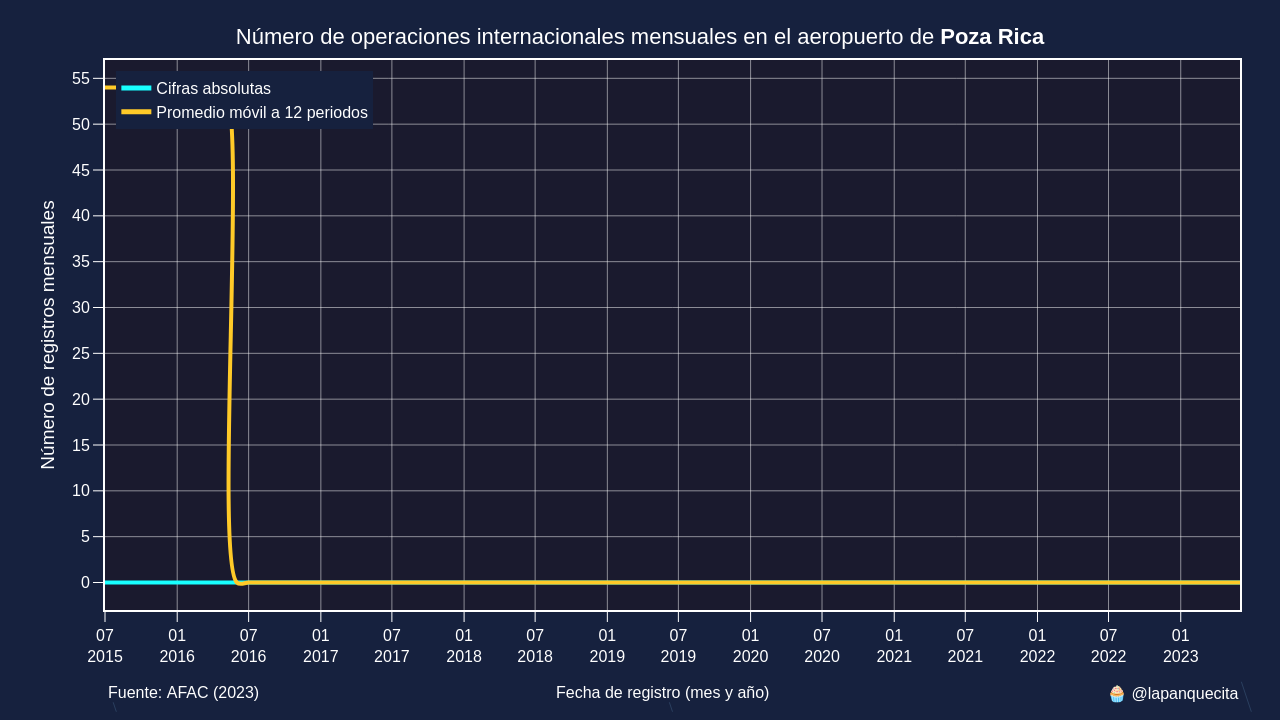 Número de operaciones internacionales mensuales en el aeropuerto de Poza Rica
Cifras absolutas
Promedio móvil a 12 periodos
Número de registros mensuales
55
50
45
40
35
30
25
20
15
10
5
0
07 01 07 01 07 01 07 01 07 01 07 01 07 01 07 01
2015 2016 2016 2017 2017 2018 2018 2019 2019 2020 2020 2021 2021 2022 2022 2023
Fuente: AFAC (2023) Fecha de registro (mes y año) 🧁 @lapanquecita